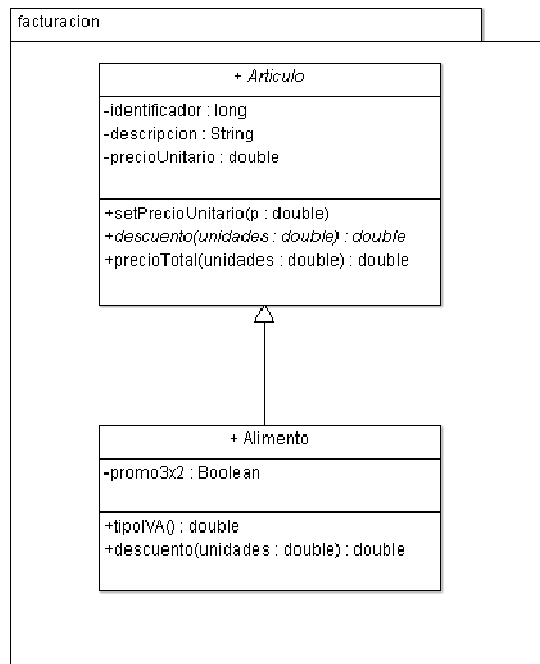 facturacion
+ Articulo
-identificador : long
-descripcion : String
-precioUnitario : double
+setPrecioUnitario(p : double)
+descuento(unidades : double) : double
+precioTotal(unidades : double) : double
+ Alimento
-promo3x2 : Boolean
+tipoIVA() : double
+descuento(unidades : double) : double